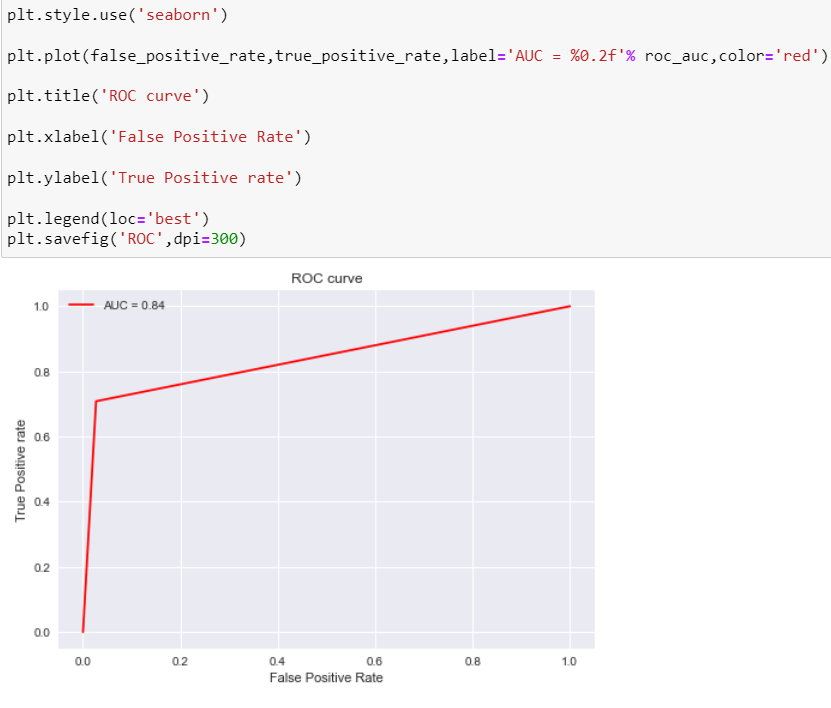 plt.style.use('seaborn')
plt.plot(false_positive_rate,true_positive_rate,label='AUC = %0.2f'% roc_auc,color='red')
plt.title('ROC curve')
plt.xlabel('False Positive Rate')
plt.ylabel('True Positive rate')
plt.legend(loc='best')
plt.savefig('ROC',dpi=300)
ROC curve
AUC = 0.84
1.0
0.8
0.6
0.4
0.2
0.0
True Positive rate
0.0 0.2 0.4 0.6 0.8 1.0
False Positive Rate